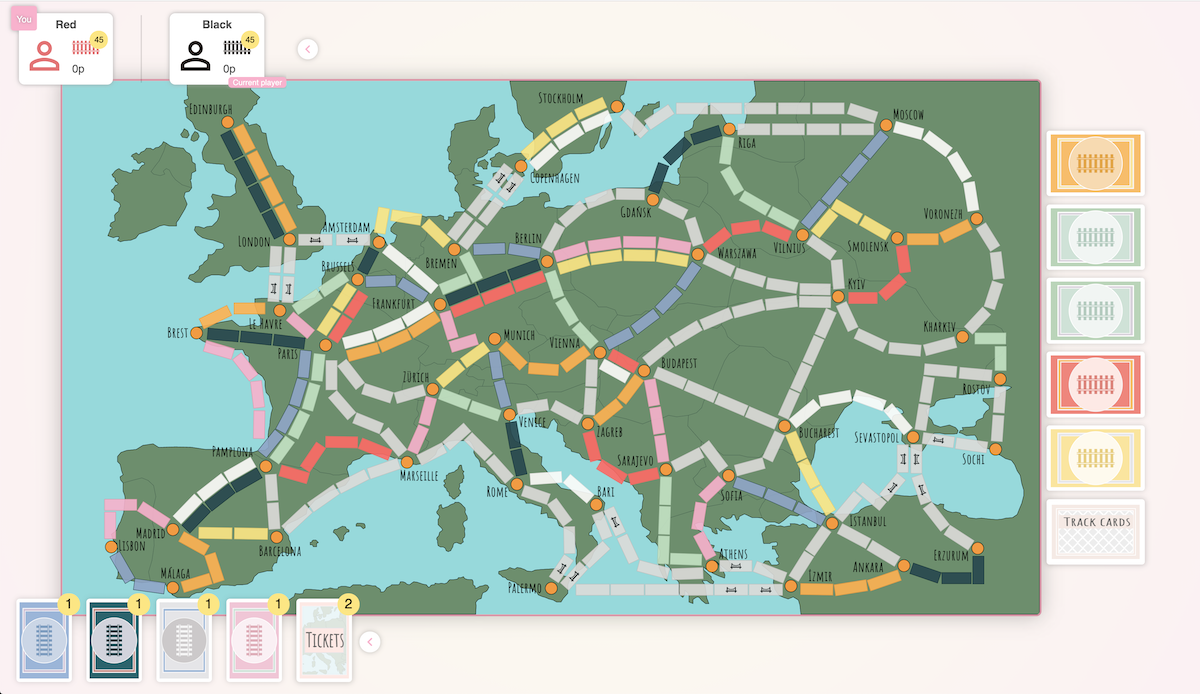 You
Red
45
0p
Black
45
0p
Current player
Edinburgh
Stockholm
Moscow
Riga
Copenhagen
Gdańsk
Voronezh
London
Amsterdam
Berlin
Vilnius
Smolensk
Bremen
Warszawa
Brussels
Kyiv
Frankfurt
Le Havre
Brest
Paris
Munich
Vienna
Kharkiv
Budapest
Zürich
Rostov
Venice
Zagreb
Bucharest
Sevastopol
Pamplona
Marseille
Sarajevo
Sochi
Rome
Bari
Sofia
Track cards
Madrid
Istanbul
Lisbon
Barcelona
Athens
Erzurum
Málaga
Palermo
Izmir
Ankara
1
1
1
1
2
Tickets